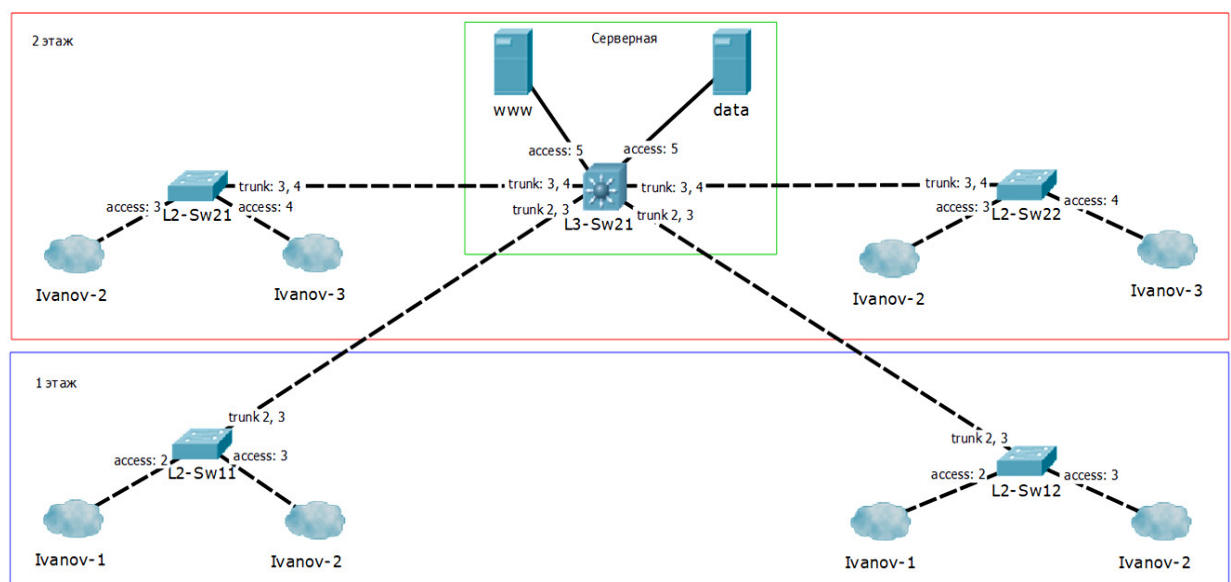 2 этаж
Серверная
www
data
access: 5
access: 5
trunk: 3, 4
trunk: 3, 4
trunk: 3, 4
trunk: 3, 4
access: 3
access: 4
L2-Sw21
trunk 2, 3
trunk 2, 3
L3-Sw21
access: 3
access: 4
L2-Sw22
Ivanov-2
Ivanov-3
Ivanov-2
Ivanov-3
1 этаж
trunk 2, 3
trunk 2, 3
access: 2
access: 3
L2-Sw11
access: 2
access: 3
L2-Sw12
Ivanov-1
Ivanov-2
Ivanov-1
Ivanov-2